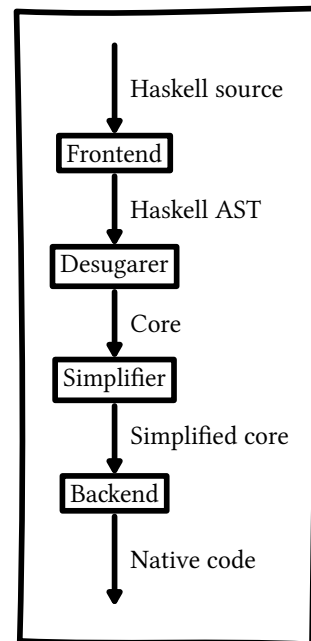 Haskell source
Frontend
Haskell AST
Desugarer
Core
Simplifier
Simplified core
Backend
Native code